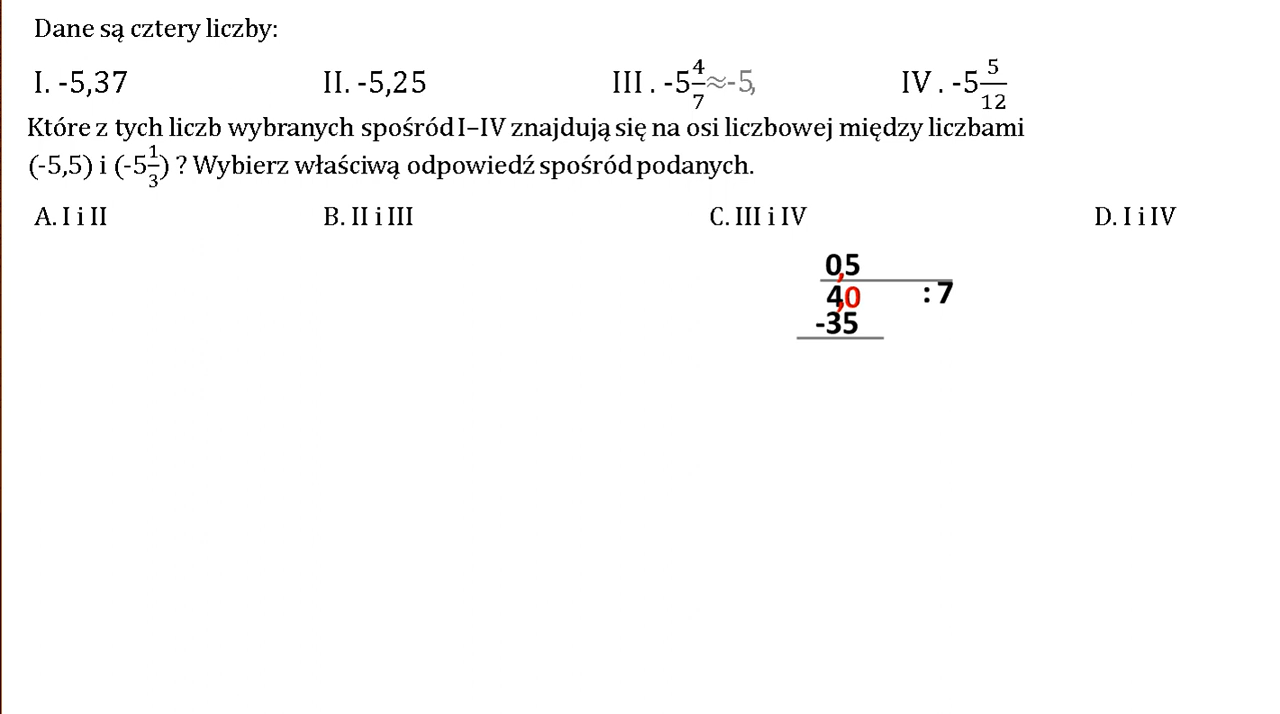 Dane są cztery liczby:
I. -5,37 II. -5,25 III . -5 4/7 ≈-5, IV . -5 5/12
Które z tych liczb wybranych spośród I–IV znajdują się na osi liczbowej między liczbami
(-5,5) i (-5 1/3) ? Wybierz właściwą odpowiedź spośród podanych.
A. I i II B. II i III C. III i IV D. I i IV
0,5
4,0 : 7
-35